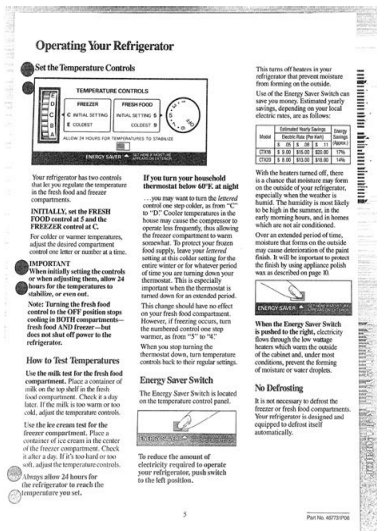 Operating Your Refrigerator
Set the Temperature Controls
TEMPERATURE CONTROLS
FREEZER
FRESH FOOD
C INITIAL SETTING
E COLDEST
INITIAL SETTING 5
COLDEST 9
ALLOW 24 HOURS FOR TEMPERATURES TO STABILIZE
ENERGY SAVER
Your refrigerator has two controls
that let you regulate the temperature
in the fresh food and freezer
compartments.
INITIALLY, set the FRESH
FOOD control at 5 and the
FREEZER control at C.
For colder or warmer temperatures,
adjust the desired compartment
control one letter or number at a time.
IMPORTANT
When initially setting the controls
or when adjusting them, allow 24
hours for the temperatures to
stabilize, or even out.
Note: Turning the fresh food
control to the OFF position stops
cooling in BOTH compartments—
fresh food AND freezer—but
does not shut off power to the
refrigerator.
How to Test Temperatures
Use the milk test for the fresh food
compartment. Place a container of
milk on the top shelf in the fresh
food compartment. Check it a day
later. If the milk is too warm or too
cold, adjust the temperature controls.
Use the ice cream test for the
freezer compartment. Place a
container of ice cream in the center
of the freezer compartment. Check
it after a day. If it's too hard or too
soft, adjust the temperature controls.
Always allow 24 hours for
the refrigerator to reach the
temperature you set.
If you turn your household
thermostat below 60°F. at night
...you may want to turn the lettered
control one step colder, as from "C"
to "D." Cooler temperatures in the
house may cause the compressor to
operate less frequently, thus allowing
the freezer compartment to warm
somewhat. To protect your frozen
food supply, leave your lettered
setting at this colder setting for the
entire winter or for whatever period
of time you are turning down your
thermostat. This is especially
important when the thermostat is
turned down for an extended period.
This change should have no effect
on your fresh food compartment.
However, if freezing occurs, turn
the numbered control one step
warmer, as from "5" to "4."
When you stop turning the
thermostat down, turn temperature
controls back to their regular settings.
Energy Saver Switch
The Energy Saver Switch is located
on the temperature control panel.
ENERGY SAVER
To reduce the amount of
electricity required to operate
your refrigerator, push switch
to the left position.
This turns off heaters in your
refrigerator that prevent moisture
from forming on the outside.
Use of the Energy Saver Switch can
save you money. Estimated yearly
savings, depending on your local
electric rates, are as follows:
Model
Estimated Yearly Savings
Electric Rate (Per KwH)
Energy
Savings
(Approx.)
$ .05 $ .08 $ .11
CTX18 $ 9.00 $15.00 $20.80 17%
With the heaters turned off, there
is a chance that moisture may form
on the outside of your refrigerator,
especially when the weather is
humid. The humidity is most likely
to be high in the summer, in the
early morning hours, and in homes
which are not air conditioned.
Over an extended period of time,
moisture that forms on the outside
may cause deterioration of the paint
finish. It will be important to protect
the finish by using appliance polish
wax as described on page 10.
ENERGY SAVER
When the Energy Saver Switch
is pushed to the right, electricity
flows through the low wattage
heaters which warm the outside
of the cabinet and, under most
conditions, prevent the forming
of moisture or water droplets.
No Defrosting
It is not necessary to defrost the
freezer or fresh food compartments.
Your refrigerator is designed and
equipped to defrost itself
automatically.
5
Part No. 40773IP06